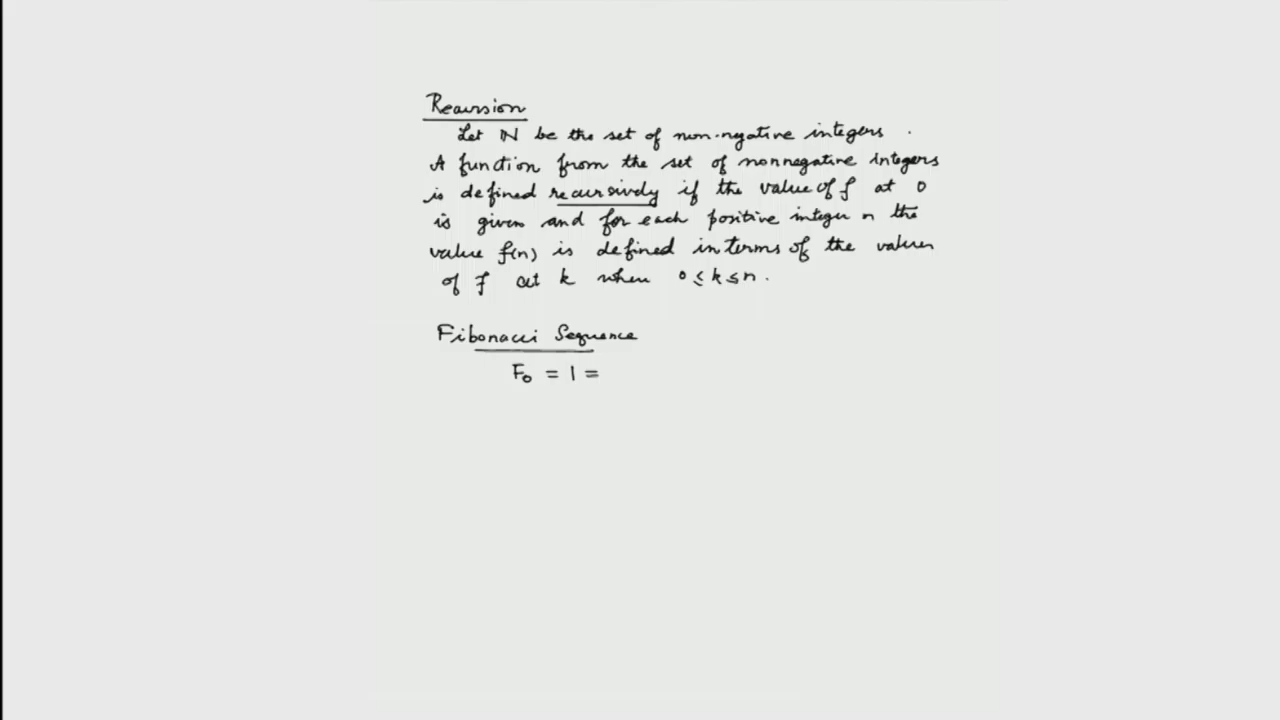 Recursion
Let ℕ be the set of non-negative integers .
A function from the set of nonnegative integers
is defined recursively if the value of f at 0
is given and for each positive integer n the
value f(n) is defined in terms of the values
of f at k when 0 ≤ k ≤ n .
Fibonacci Sequence
F₀ = 1 =